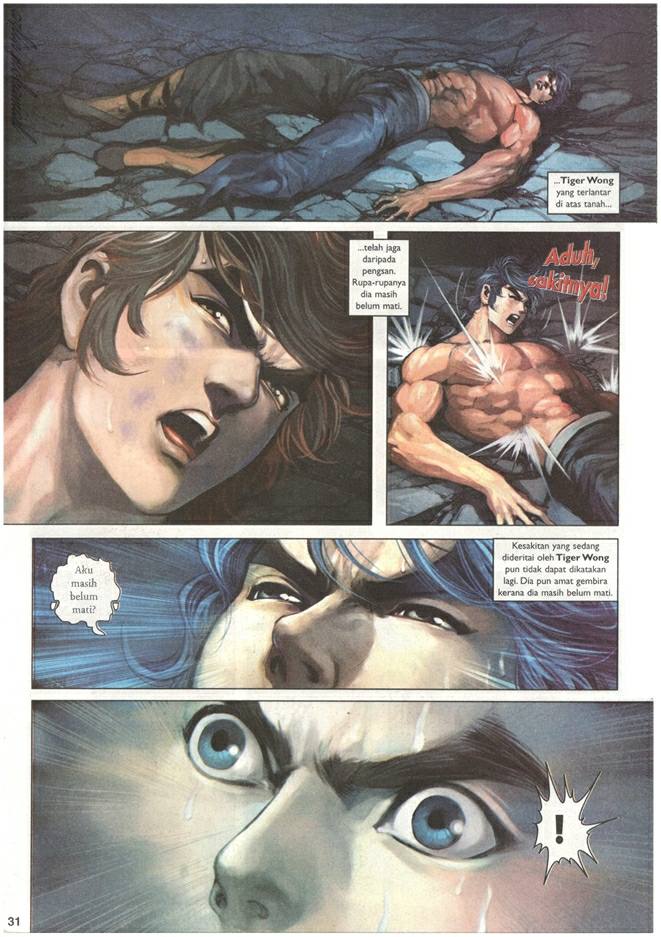 ...Tiger Wong
yang terlantar
di atas tanah...
...telah jaga
daripada
pengsan.
Rupa-rupanya
dia masih
belum mati.
Aduh,
sakitnya!
Aku
masih
belum
mati?
Kesakitan yang sedang
dideritai oleh Tiger Wong
pun tidak dapat dikatakan
lagi. Dia pun amat gembira
kerana dia masih belum mati.
!
31